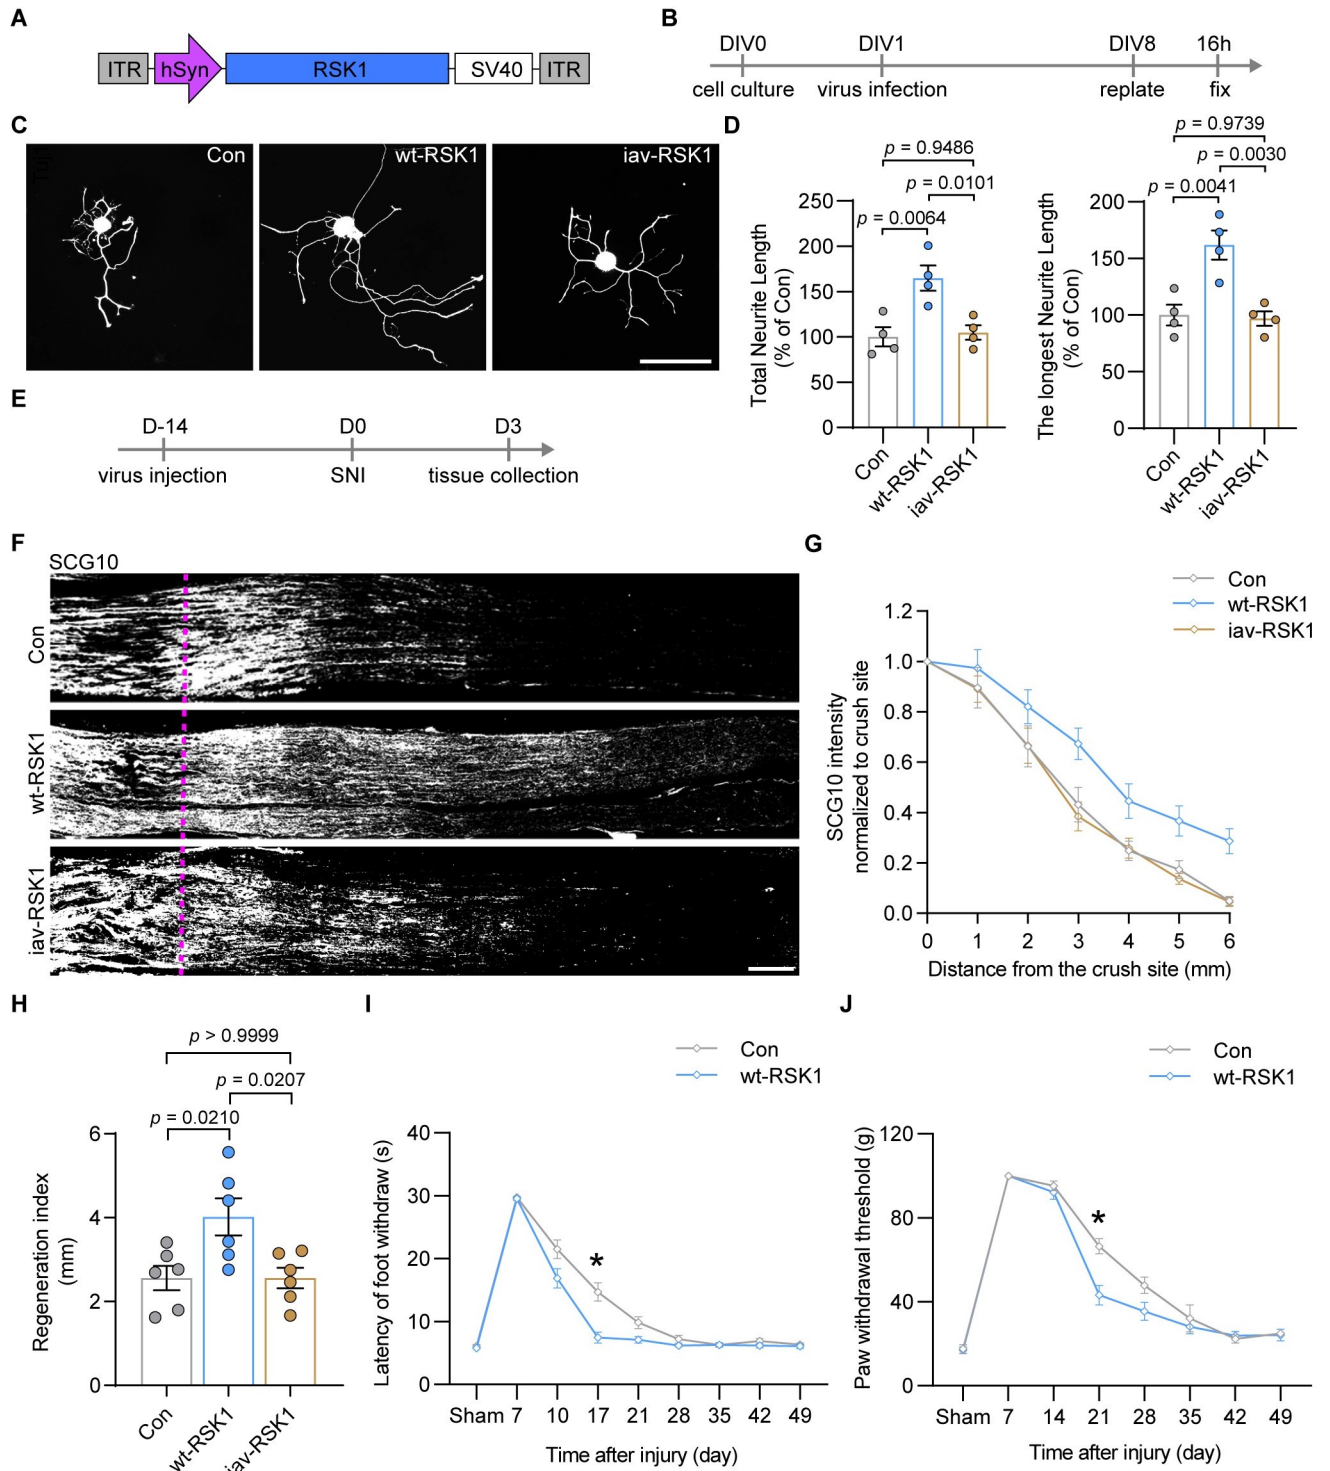 A
ITR hSyn RSK1 SV40 ITR
B
DIV0 DIV1 DIV8 16h
cell culture virus infection replate fix
C
Tuj1
Con
wt-RSK1
iav-RSK1
D
p = 0.9486
p = 0.0101
p = 0.0064
Total Neurite Length
(% of Con)
250
200
150
100
50
0
Con
wt-RSK1
iav-RSK1
p = 0.9739
p = 0.0030
p = 0.0041
The longest Neurite Length
(% of Con)
200
150
100
50
0
Con
wt-RSK1
iav-RSK1
E
D-14 D0 D3
virus injection SNI tissue collection
F
SCG10
Con
wt-RSK1
iav-RSK1
G
Con
wt-RSK1
iav-RSK1
SCG10 intensity
normalized to crush site
1.2
1.0
0.8
0.6
0.4
0.2
0.0
0 1 2 3 4 5 6
Distance from the crush site (mm)
H
p > 0.9999
p = 0.0207
p = 0.0210
Regeneration index
(mm)
6
4
2
0
Con
wt-RSK1
iav-RSK1
I
Con
wt-RSK1
Latency of foot withdraw (s)
40
30
20
10
0
*
Sham 7 10 17 21 28 35 42 49
Time after injury (day)
J
Con
wt-RSK1
Paw withdrawal threshold (g)
120
80
40
0
*
Sham 7 14 21 28 35 42 49
Time after injury (day)